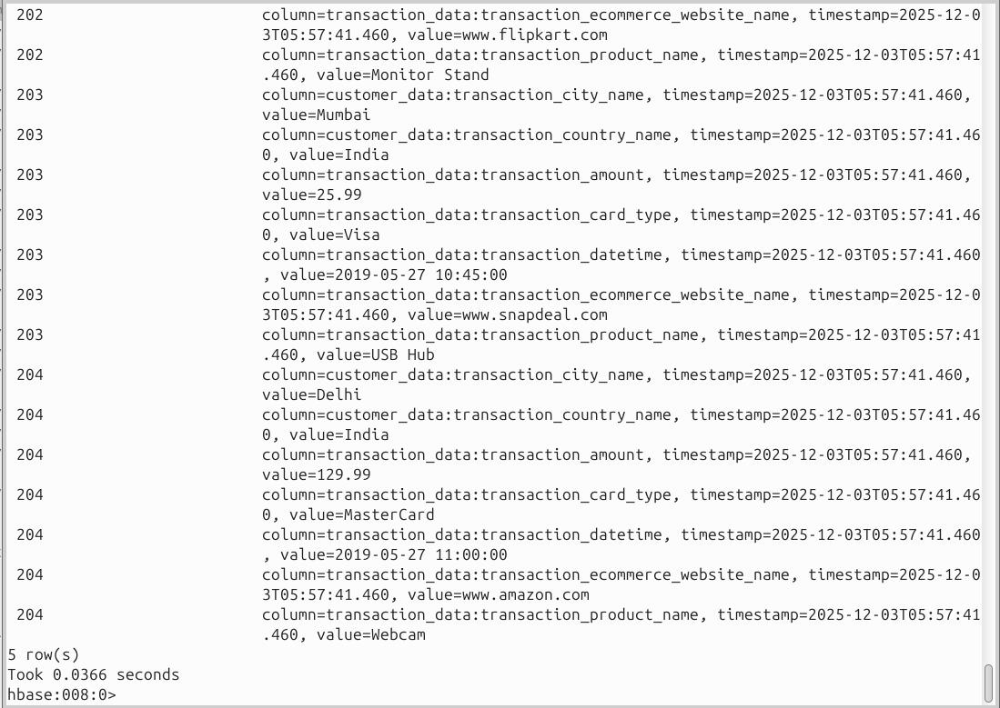 202 column=transaction_data:transaction_ecommerce_website_name, timestamp=2025-12-0
3T05:57:41.460, value=www.flipkart.com
202 column=transaction_data:transaction_product_name, timestamp=2025-12-03T05:57:41
.460, value=Monitor Stand
203 column=customer_data:transaction_city_name, timestamp=2025-12-03T05:57:41.460,
value=Mumbai
203 column=customer_data:transaction_country_name, timestamp=2025-12-03T05:57:41.46
0, value=India
203 column=transaction_data:transaction_amount, timestamp=2025-12-03T05:57:41.460,
value=25.99
203 column=transaction_data:transaction_card_type, timestamp=2025-12-03T05:57:41.46
0, value=Visa
203 column=transaction_data:transaction_datetime, timestamp=2025-12-03T05:57:41.460
, value=2019-05-27 10:45:00
203 column=transaction_data:transaction_ecommerce_website_name, timestamp=2025-12-0
3T05:57:41.460, value=www.snapdeal.com
203 column=transaction_data:transaction_product_name, timestamp=2025-12-03T05:57:41
.460, value=USB Hub
204 column=customer_data:transaction_city_name, timestamp=2025-12-03T05:57:41.460,
value=Delhi
204 column=customer_data:transaction_country_name, timestamp=2025-12-03T05:57:41.46
0, value=India
204 column=transaction_data:transaction_amount, timestamp=2025-12-03T05:57:41.460,
value=129.99
204 column=transaction_data:transaction_card_type, timestamp=2025-12-03T05:57:41.46
0, value=MasterCard
204 column=transaction_data:transaction_datetime, timestamp=2025-12-03T05:57:41.460
, value=2019-05-27 11:00:00
204 column=transaction_data:transaction_ecommerce_website_name, timestamp=2025-12-0
3T05:57:41.460, value=www.amazon.com
204 column=transaction_data:transaction_product_name, timestamp=2025-12-03T05:57:41
.460, value=Webcam
5 row(s)
Took 0.0366 seconds
hbase:008:0>